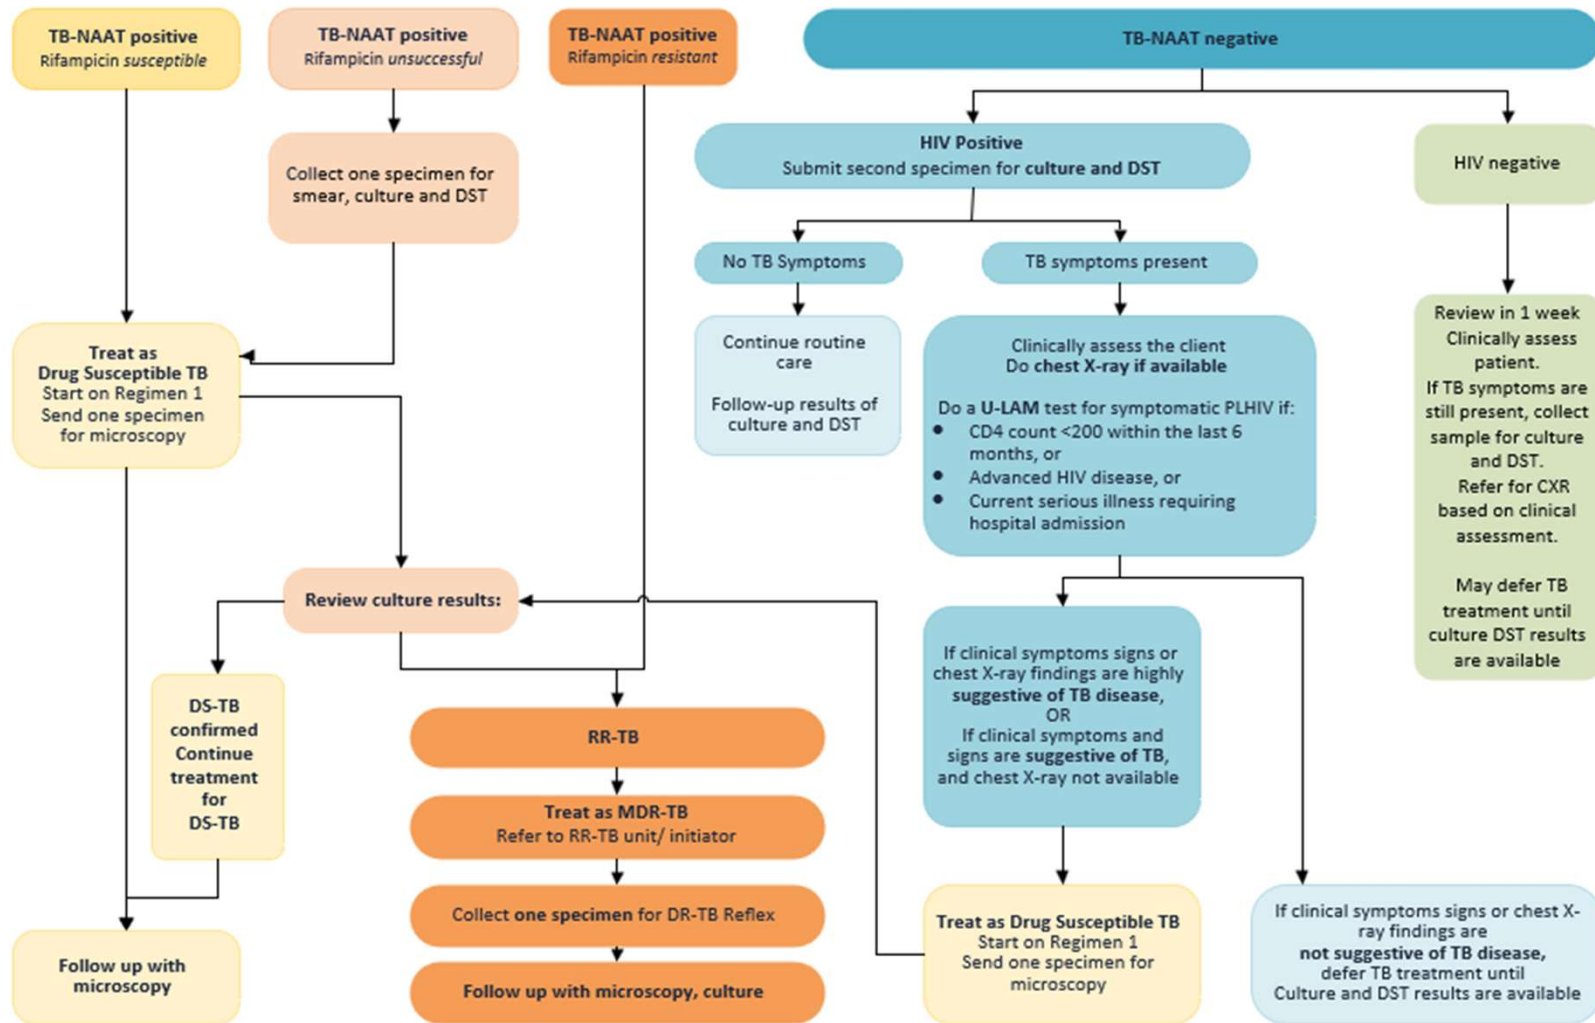 TB-NAAT positive
Rifampicin susceptible
TB-NAAT positive
Rifampicin unsuccessful
TB-NAAT positive
Rifampicin resistant
TB-NAAT negative
HIV Positive
Submit second specimen for culture and DST
HIV negative
Collect one specimen for
smear, culture and DST
No TB Symptoms
TB symptoms present
Treat as
Drug Susceptible TB
Start on Regimen 1
Send one specimen
for microscopy
Continue routine
care
Follow-up results of
culture and DST
Clinically assess the client
Do chest X-ray if available
Do a U-LAM test for symptomatic PLHIV if:
• CD4 count <200 within the last 6
months, or
• Advanced HIV disease, or
• Current serious illness requiring
hospital admission
Review in 1 week
Clinically assess
patient.
If TB symptoms are
still present, collect
sample for culture
and DST.
Refer for CXR
based on clinical
assessment.
May defer TB
treatment until
culture DST results
are available
Review culture results:
DS-TB
confirmed
Continue
treatment
for
DS-TB
RR-TB
Treat as MDR-TB
Refer to RR-TB unit/ initiator
Collect one specimen for DR-TB Reflex
Follow up with microscopy, culture
If clinical symptoms signs or
chest X-ray findings are highly
suggestive of TB disease,
OR
If clinical symptoms and
signs are suggestive of TB,
and chest X-ray not available
Follow up with
microscopy
Treat as Drug Susceptible TB
Start on Regimen 1
Send one specimen for
microscopy
If clinical symptoms signs or chest X-
ray findings are
not suggestive of TB disease,
defer TB treatment until
Culture and DST results are available